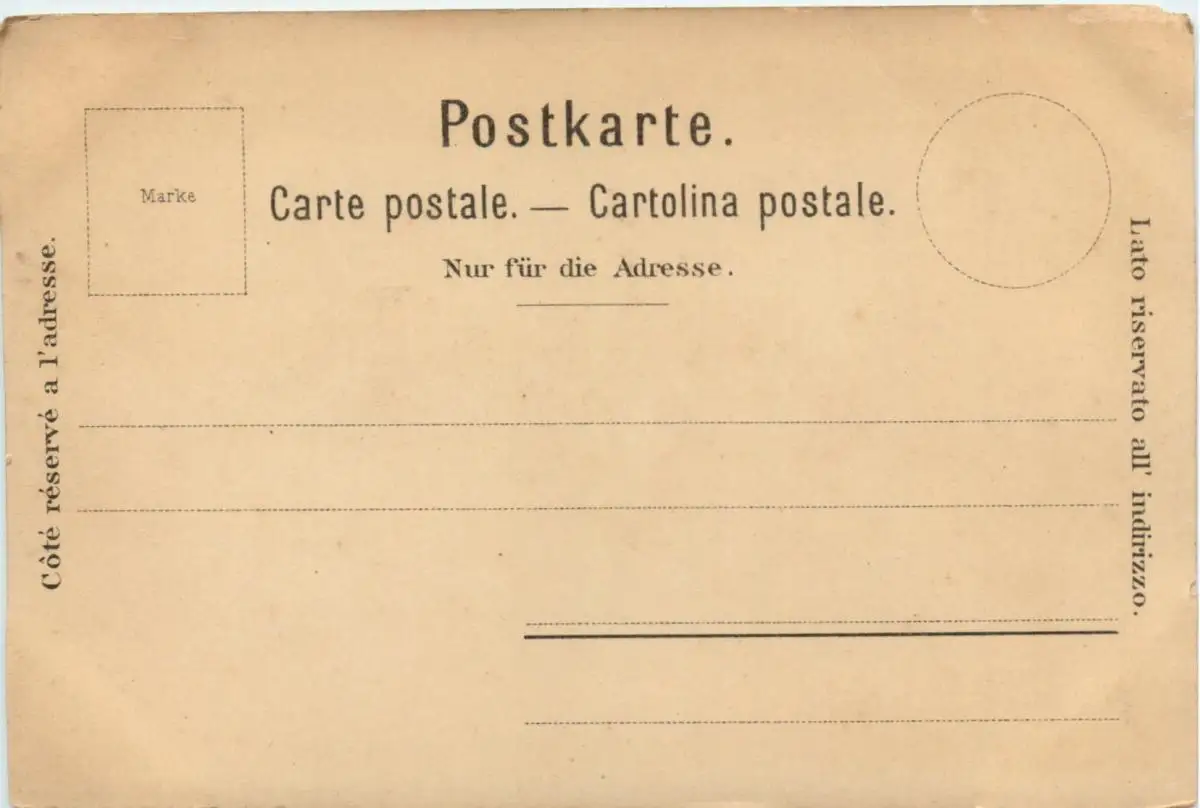 Postkarte.
Marke
Carte postale. — Cartolina postale.
Nur für die Adresse.
Côté réservé a l'adresse.
Lato riservato all' indirizzo.